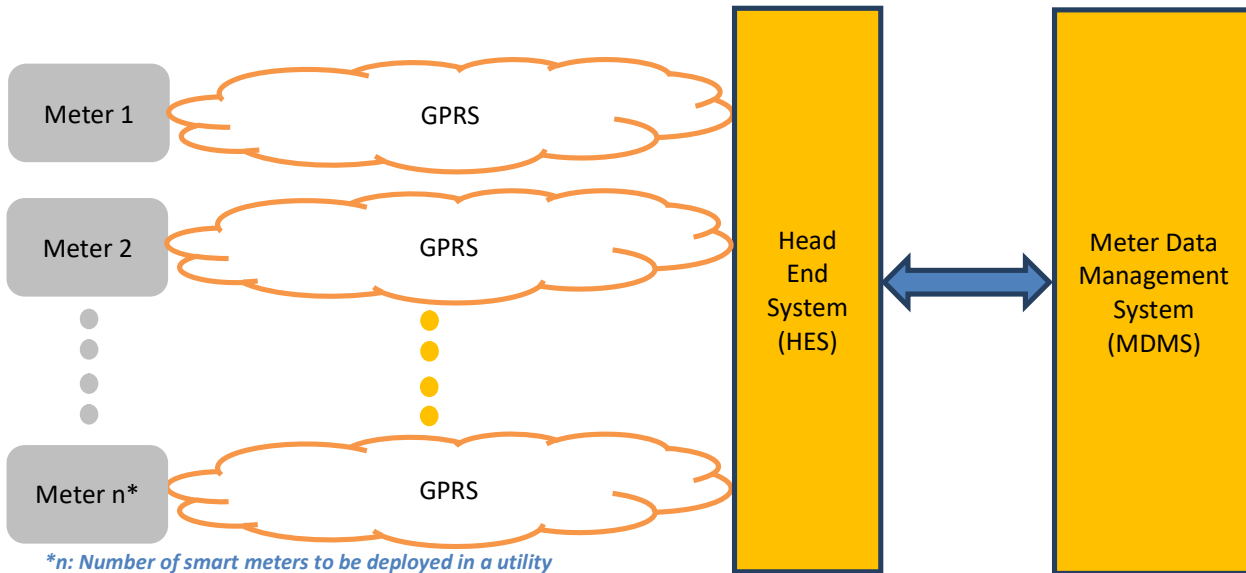 Meter 1
GPRS
Meter 2
GPRS
Head
End
System
(HES)
Meter Data
Management
System
(MDMS)
Meter n*
GPRS
*n: Number of smart meters to be deployed in a utility